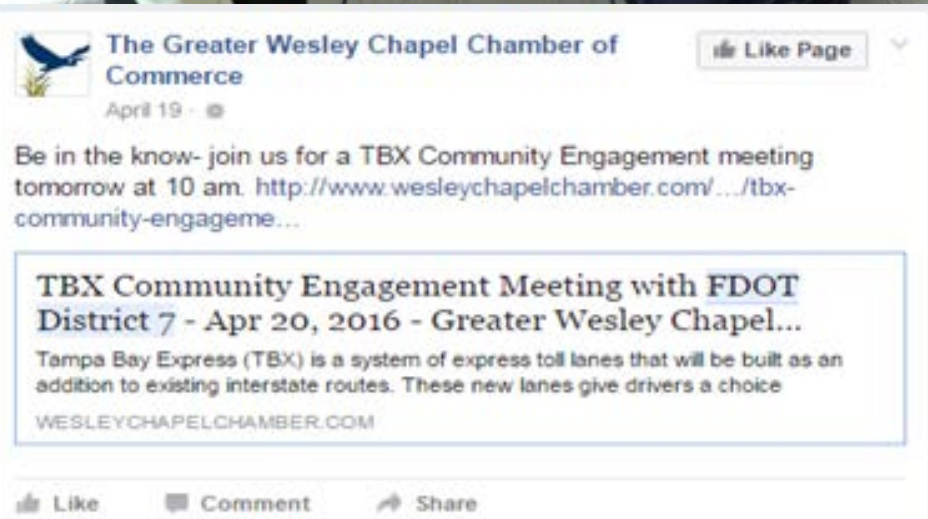 The Greater Wesley Chapel Chamber of
Commerce
Like Page
April 19 ·
Be in the know- join us for a TBX Community Engagement meeting
tomorrow at 10 am. http://www.wesleychapelchamber.com/.../tbx-
community-engageme...
TBX Community Engagement Meeting with FDOT
District 7 - Apr 20, 2016 - Greater Wesley Chapel...
Tampa Bay Express (TBX) is a system of express toll lanes that will be built as an
addition to existing interstate routes. These new lanes give drivers a choice
WESLEYCHAPELCHAMBER.COM
Like Comment Share